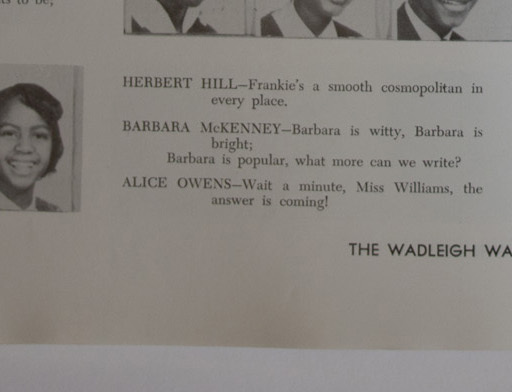 to be,
HERBERT HILL—Frankie's a smooth cosmopolitan in
every place.
BARBARA McKENNEY—Barbara is witty, Barbara is
bright;
Barbara is popular, what more can we write?
ALICE OWENS—Wait a minute, Miss Williams, the
answer is coming!
THE WADLEIGH WA